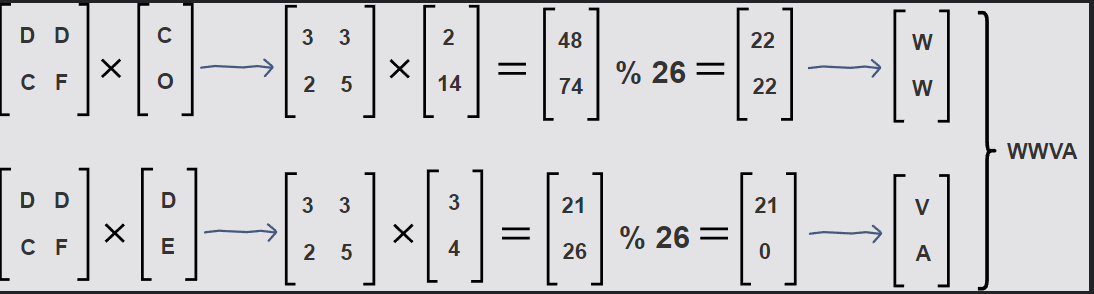 D D C 3 3 2 48 22 W
× → × = % 26 = →
C F O 2 5 14 74 22 W
WWVA
D D D 3 3 3 21 21 V
× → × = % 26 = →
C F E 2 5 4 26 0 A